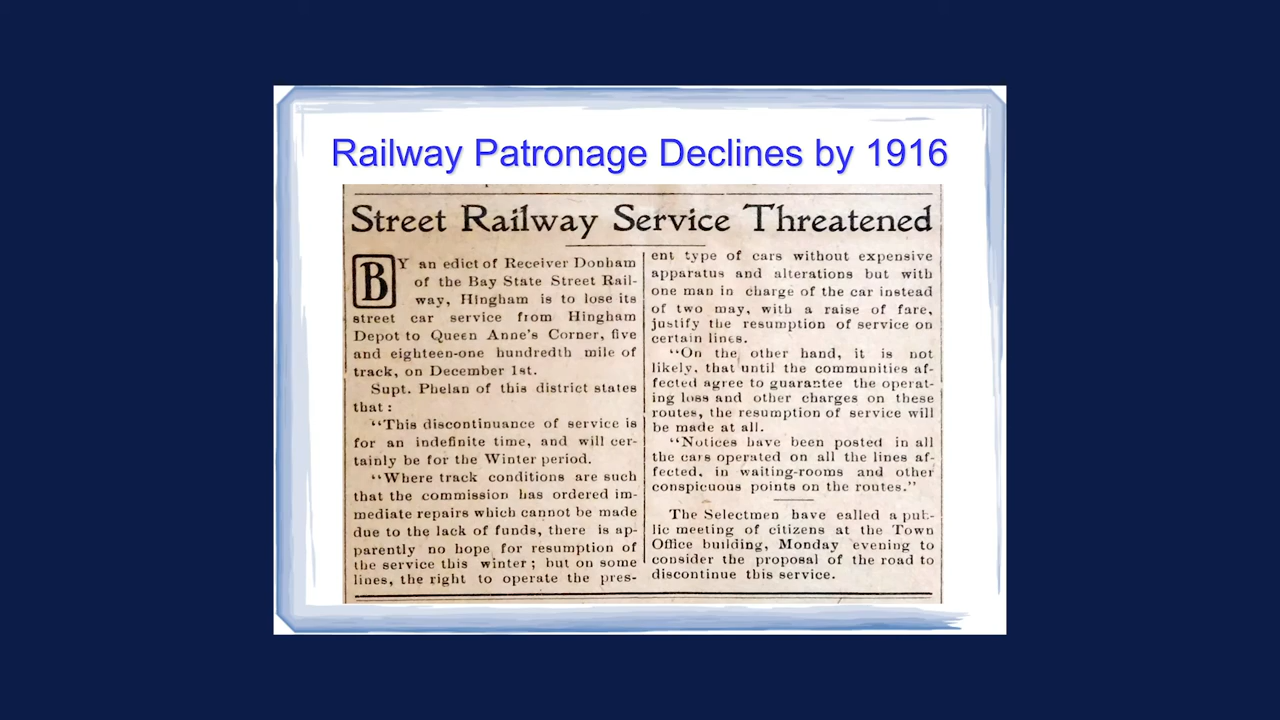 Railway Patronage Declines by 1916
Street Railway Service Threatened
BY an edict of Receiver Donham
of the Bay State Street Rail-
way, Hingham is to lose its
street car service from Hingham
Depot to Queen Anne's Corner, five
and eighteen-one hundredth mile of
track, on December 1st.
Supt. Phelan of this district states
that:
"This discontinuance of service is
for an indefinite time, and will cer-
tainly be for the Winter period.
"Where track conditions are such
that the commission has ordered im-
mediate repairs which cannot be made
due to the lack of funds, there is ap-
parently no hope for resumption of
the service this winter; but on some
lines, the right to operate the pres-
ent type of cars without expensive
apparatus and alterations but with
one man in charge of the car instead
of two may, with a raise of fare,
justify the resumption of service on
certain lines.
"On the other hand, it is not
likely, that until the communities af-
fected agree to guarantee the operat-
ing loss and other charges on these
routes, the resumption of service will
be made at all.
"Notices have been posted in all
the cars operated on all the lines af-
fected, in waiting-rooms and other
conspicuous points on the routes."
The Selectmen have ealled a pub-
lic meeting of citizens at the Town
Office building, Monday evening to
consider the proposal of the road to
discontinue this service.